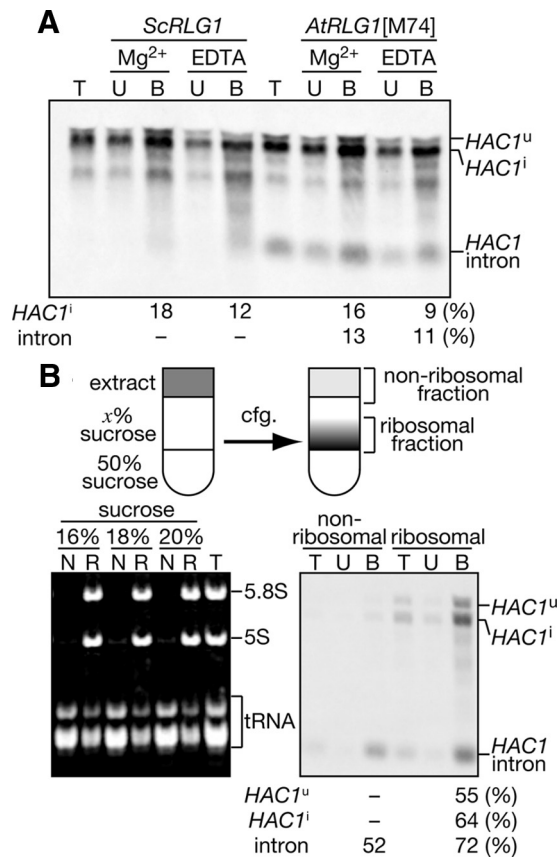 A
ScRLG1 AtRLG1[M74]
Mg²⁺ EDTA Mg²⁺ EDTA
T U B U B T U B U B
HAC1ᵘ
HAC1ⁱ
HAC1
intron
HAC1ⁱ 18 12 16 9 (%)
intron – – 13 11 (%)
B
extract
x%
sucrose
50%
sucrose
cfg.
non-ribosomal
fraction
ribosomal
fraction
sucrose
16% 18% 20%
N R N R N R T
5.8S
5S
tRNA
non-
ribosomal ribosomal
T U B T U B
HAC1ᵘ
HAC1ⁱ
HAC1
intron
HAC1ᵘ – 55 (%)
HAC1ⁱ – 64 (%)
intron 52 72 (%)